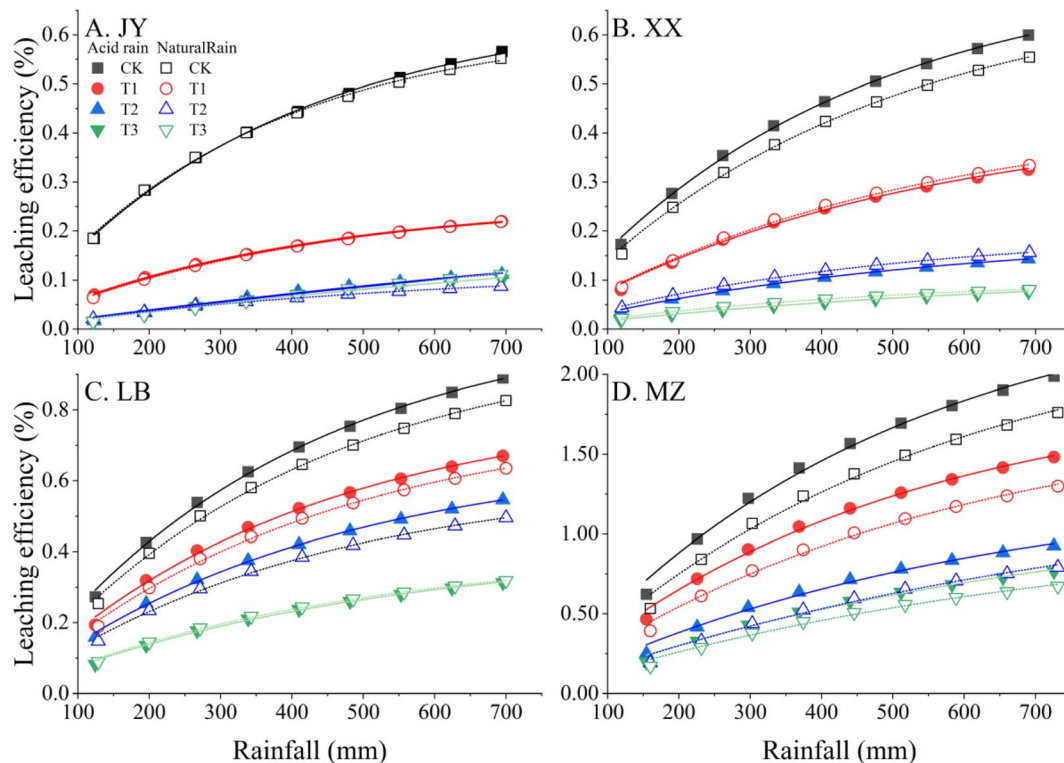 A. JY
Acid rain NaturalRain
CK CK
T1 T1
T2 T2
T3 T3
0.6
0.5
0.4
0.3
0.2
0.1
0.0
100 200 300 400 500 600 700
Leaching efficiency (%)
B. XX
0.6
0.5
0.4
0.3
0.2
0.1
0.0
100 200 300 400 500 600 700
C. LB
0.8
0.6
0.4
0.2
0.0
100 200 300 400 500 600 700
Leaching efficiency (%)
Rainfall (mm)
D. MZ
2.00
1.50
1.00
0.50
0.00
100 200 300 400 500 600 700
Rainfall (mm)